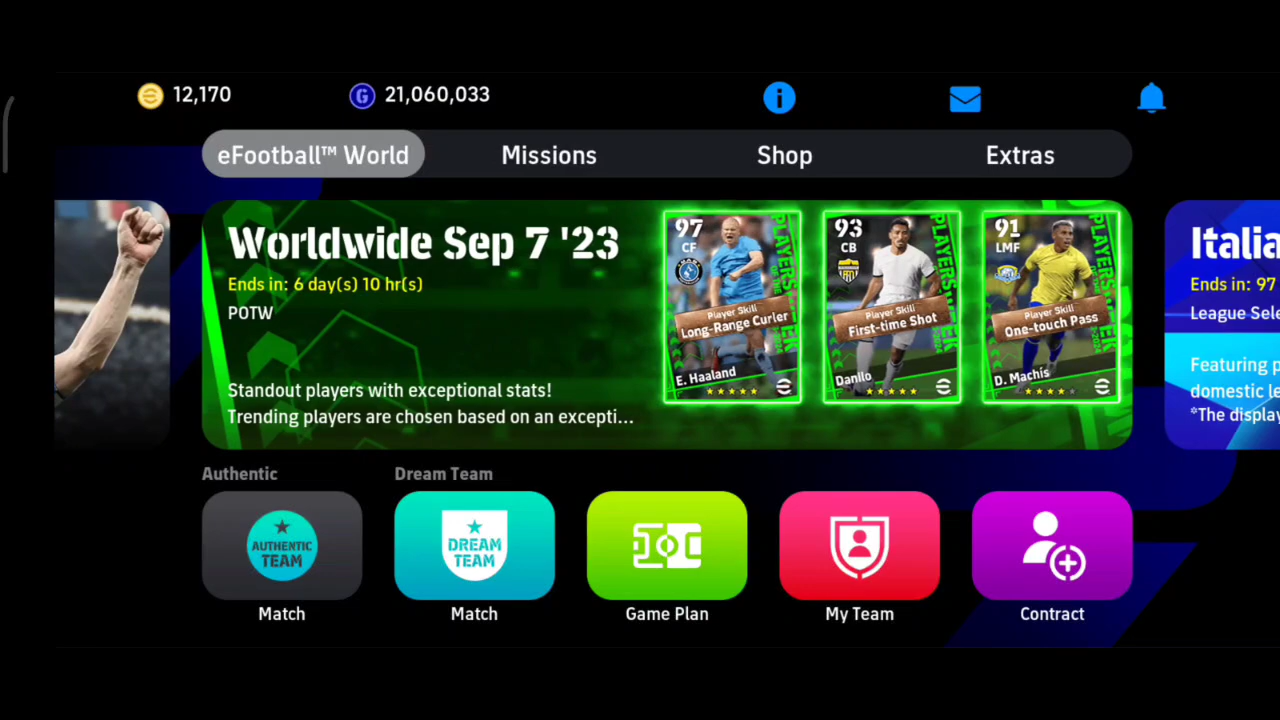 12,170
G 21,060,033
eFootball™ World
Missions
Shop
Extras
Worldwide Sep 7 '23
Ends in: 6 day(s) 10 hr(s)
POTW
Standout players with exceptional stats!
Trending players are chosen based on an excepti...
97
CF
Player Skill
Long-Range Curler
E. Haaland
93
CB
Player Skill
First-time Shot
Danilo
91
LMF
PLAYERS
Player Skill
One-touch Pass
D. Machis
Italia
Ends in: 97
League Sele
Featuring p
domestic le
*The display
Authentic
Dream Team
AUTHENTIC
TEAM
Match
DREAM
TEAM
Match
Game Plan
My Team
Contract